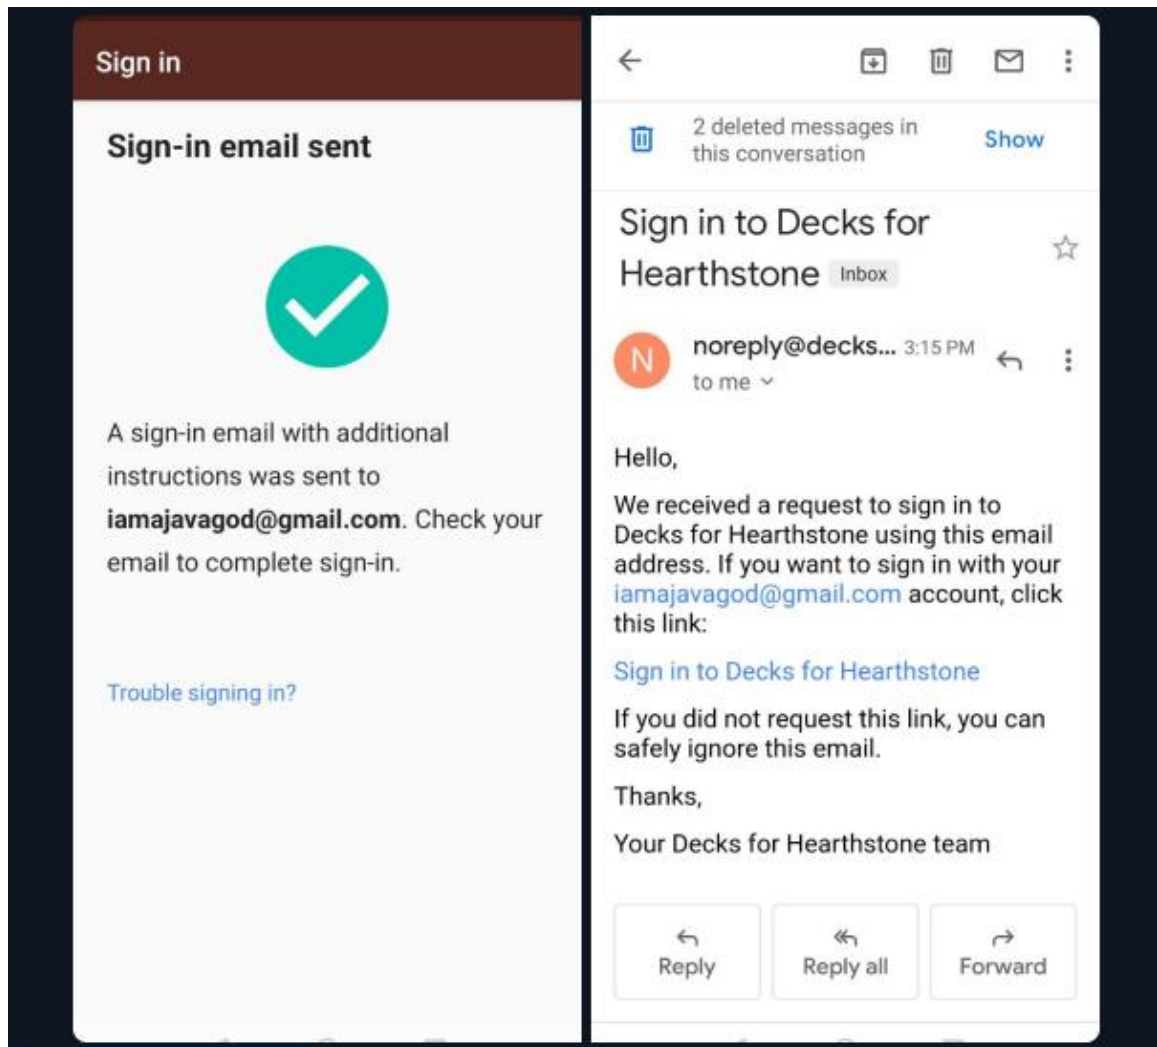 Sign in
Sign-in email sent
A sign-in email with additional
instructions was sent to
iamajavagod@gmail.com. Check your
email to complete sign-in.
Trouble signing in?
2 deleted messages in
this conversation
Show
Sign in to Decks for
Hearthstone Inbox
N
noreply@decks... 3:15 PM
to me
Hello,
We received a request to sign in to
Decks for Hearthstone using this email
address. If you want to sign in with your
iamajavagod@gmail.com account, click
this link:
Sign in to Decks for Hearthstone
If you did not request this link, you can
safely ignore this email.
Thanks,
Your Decks for Hearthstone team
Reply
Reply all
Forward